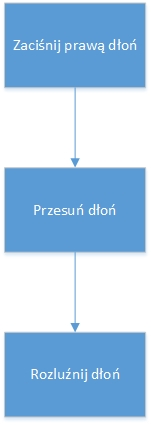 Zaciśnij prawą dłoń
Przesuń dłoń
Rozluźnij dłoń